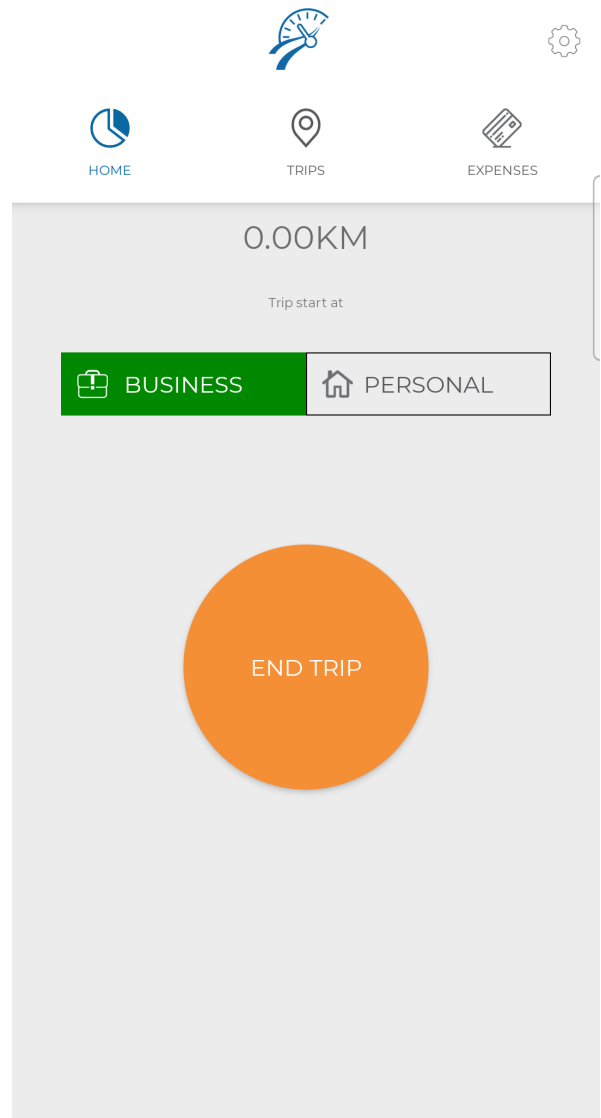 HOME
TRIPS
EXPENSES
0.00KM
Trip start at
BUSINESS
PERSONAL
END TRIP